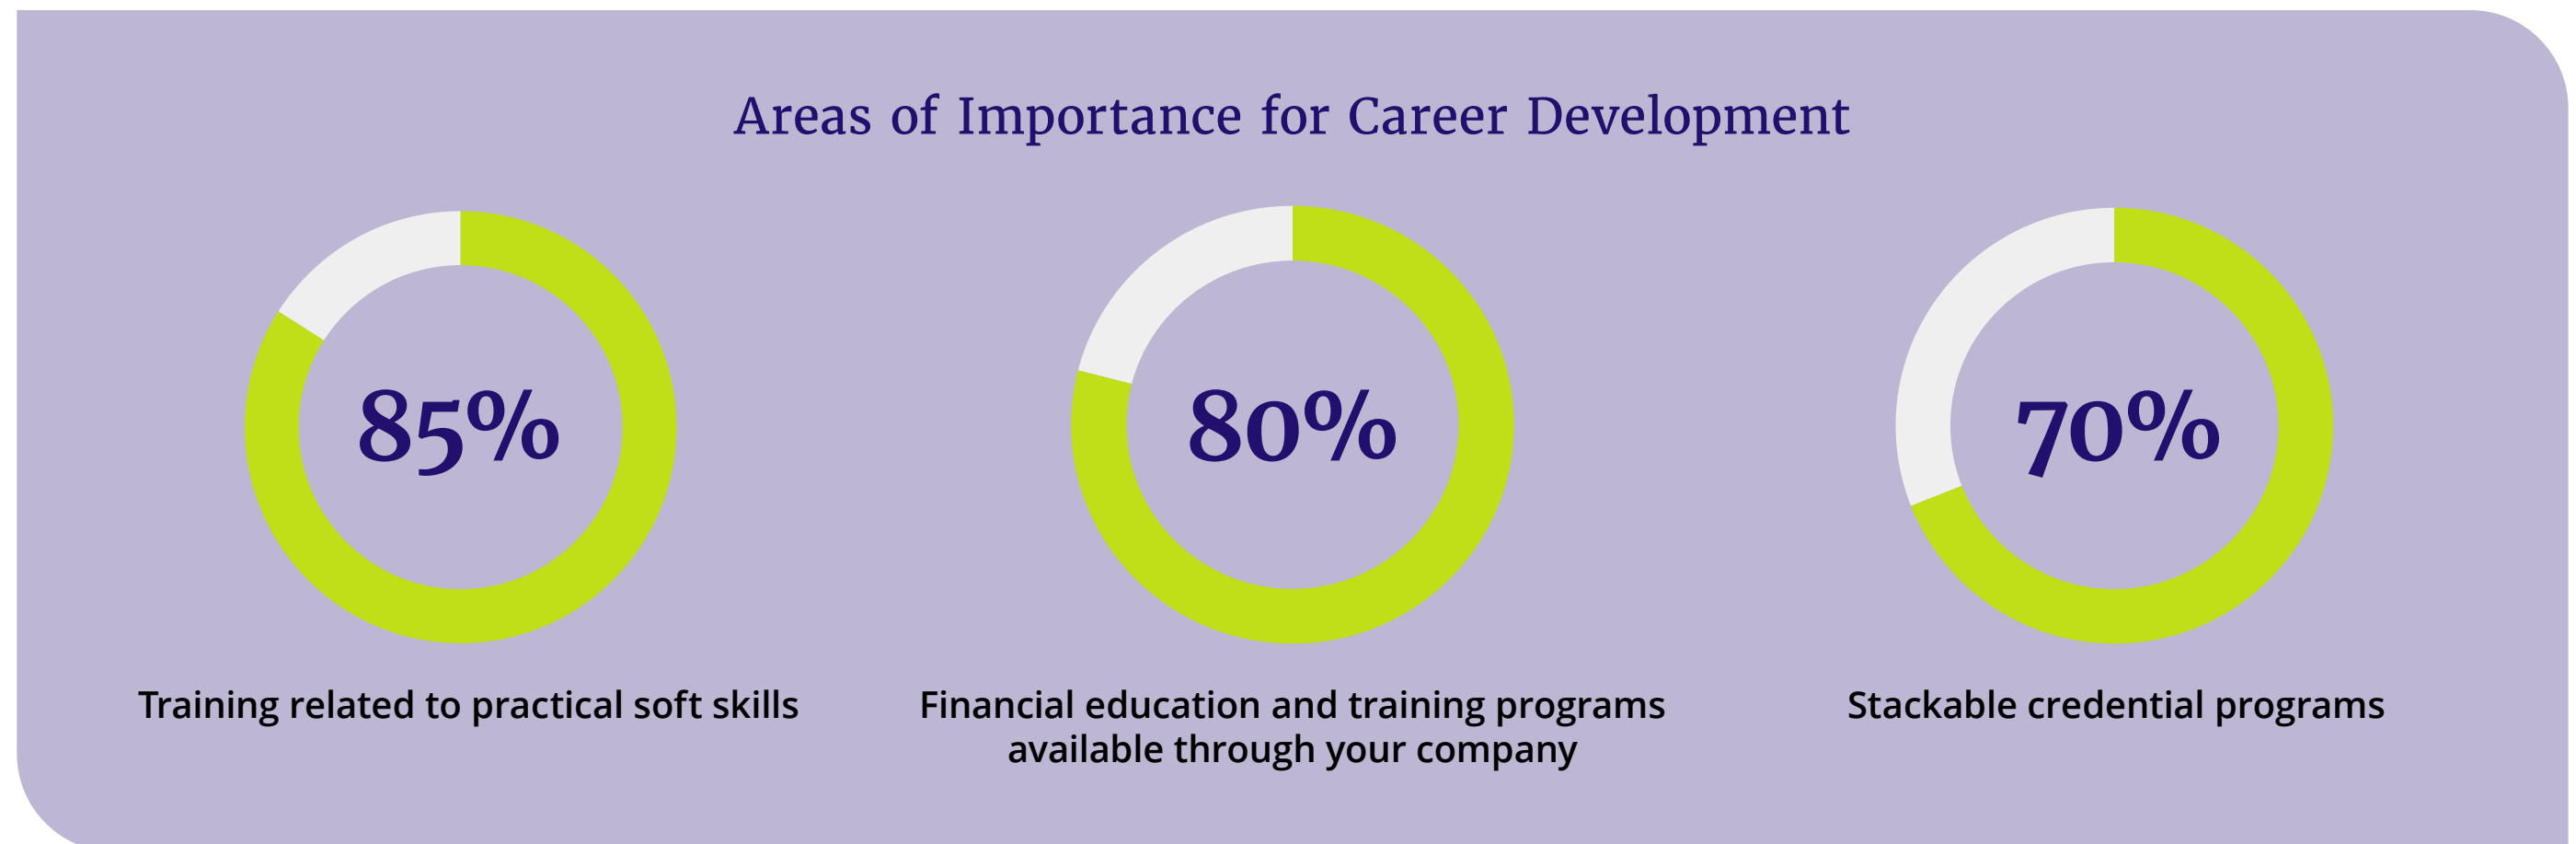 Areas of Importance for Career Development
85%
80%
70%
Training related to practical soft skills
Financial education and training programs
available through your company
Stackable credential programs